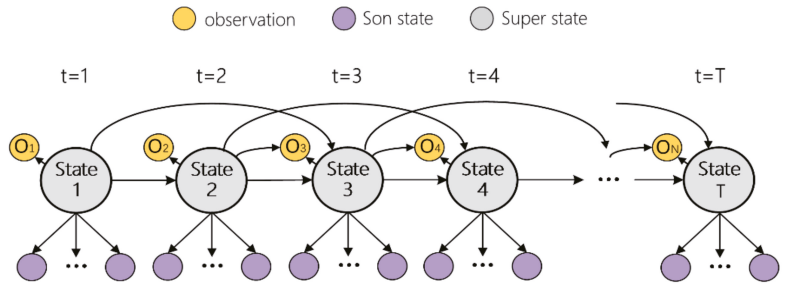 observation Son state Super state
t=1 t=2 t=3 t=4 t=T
O1 O2 O3 O4 ON
State State State State State
1 2 3 4 ... T
... ... ... ... ...